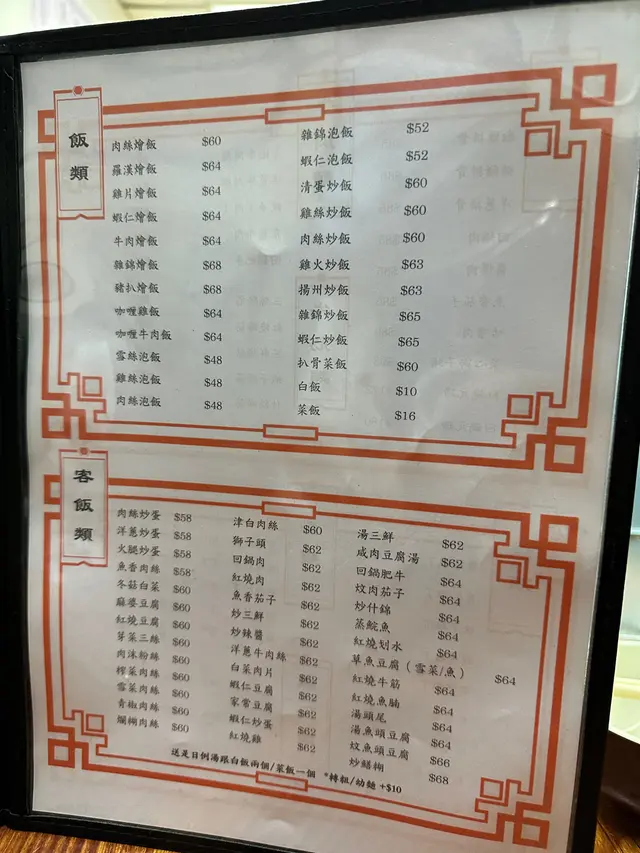 飯類
肉絲燴飯 $60
羅漢燴飯 $64
雞片燴飯 $64
蝦仁燴飯 $64
牛肉燴飯 $64
雜錦燴飯 $68
豬扒燴飯 $68
咖喱雞飯 $64
咖喱牛肉飯 $64
雪絲泡飯 $48
雞絲泡飯 $48
肉絲泡飯 $48
雜錦泡飯 $52
蝦仁泡飯 $52
清蛋炒飯 $60
雞絲炒飯 $60
肉絲炒飯 $60
雞火炒飯 $63
揚州炒飯 $63
雜錦炒飯 $65
蝦仁炒飯 $65
扒骨菜飯 $60
白飯 $10
菜飯 $16
客飯類
肉絲炒蛋 $58
洋蔥炒蛋 $58
火腿炒蛋 $58
魚香肉絲 $58
冬菇白菜 $60
麻婆豆腐 $60
紅燒豆腐 $60
芽菜三絲 $60
肉沫粉絲 $60
榨菜肉絲 $60
雪菜肉絲 $60
青椒肉絲 $60
爛糊肉絲 $60
津白肉絲 $60
獅子頭 $62
回鍋肉 $62
紅燒肉 $62
魚香茄子 $62
炒三鮮 $62
炒辣醬 $62
洋蔥牛肉絲 $62
白菜肉片 $62
蝦仁豆腐 $62
家常豆腐 $62
蝦仁炒蛋 $62
紅燒雞 $62
湯三鮮 $62
咸肉豆腐湯 $62
回鍋肥牛 $64
炆肉茄子 $64
炒什錦 $64
蒸鯇魚 $64
紅燒划水 $64
草魚豆腐（雪菜/魚） $64
紅燒牛筋 $64
紅燒魚腩 $64
湯頭尾 $64
湯魚頭豆腐 $64
炆魚頭豆腐 $66
炒鱔糊 $68
送是日例湯跟白飯兩個/菜飯一個 *轉粗/幼麵 +$10